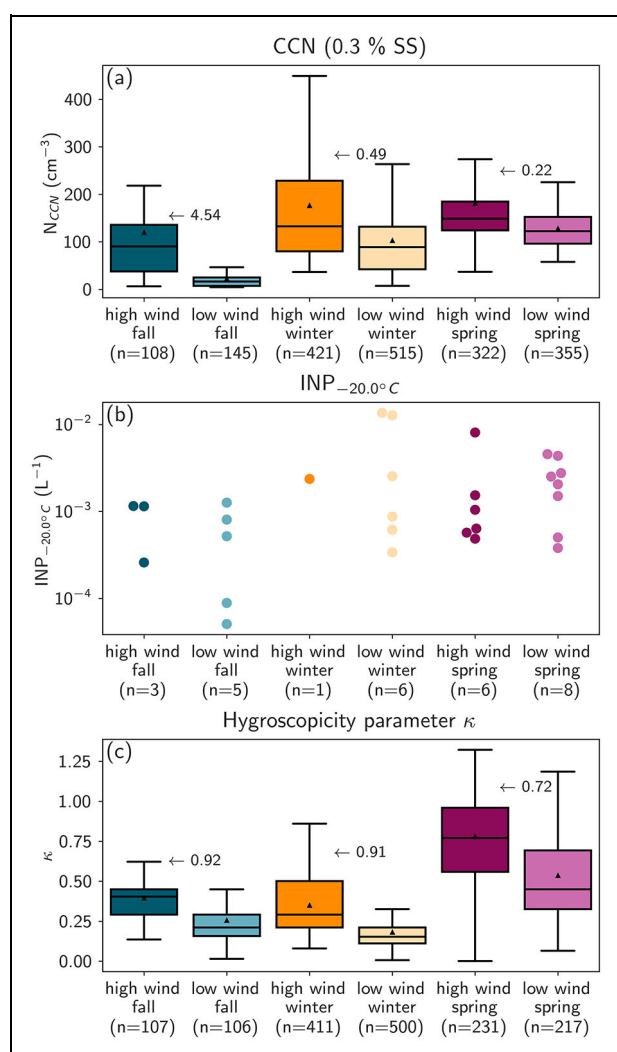 CCN (0.3 % SS)
(a)
N_CCN (cm⁻³)
400
300
200
100
0
← 4.54
← 0.49
← 0.22
high wind low wind high wind low wind high wind low wind
fall fall winter winter spring spring
(n=108) (n=145) (n=421) (n=515) (n=322) (n=355)
INP₋₂₀.₀°C
(b)
INP₋₂₀.₀°C (L⁻¹)
10⁻²
10⁻³
10⁻⁴
high wind low wind high wind low wind high wind low wind
fall fall winter winter spring spring
(n=3) (n=5) (n=1) (n=6) (n=6) (n=8)
Hygroscopicity parameter κ
(c)
κ
1.25
1.00
0.75
0.50
0.25
0.00
← 0.92
← 0.91
← 0.72
high wind low wind high wind low wind high wind low wind
fall fall winter winter spring spring
(n=107) (n=106) (n=411) (n=500) (n=231) (n=217)